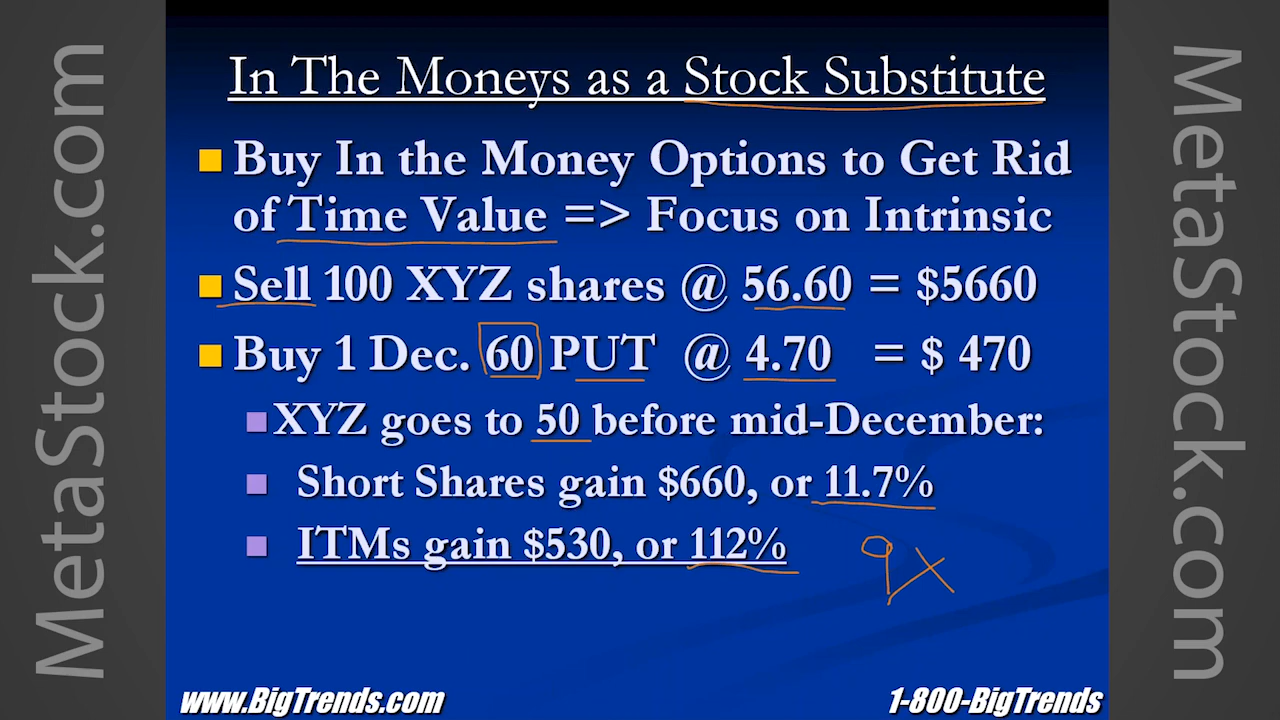 MetaStock.com
In The Moneys as a Stock Substitute
Buy In the Money Options to Get Rid
of Time Value => Focus on Intrinsic
Sell 100 XYZ shares @ 56.60 = $5660
Buy 1 Dec. 60 PUT @ 4.70 = $ 470
XYZ goes to 50 before mid-December:
Short Shares gain $660, or 11.7%
ITMs gain $530, or 112%
9X
www.BigTrends.com
1-800-BigTrends
MetaStock.com